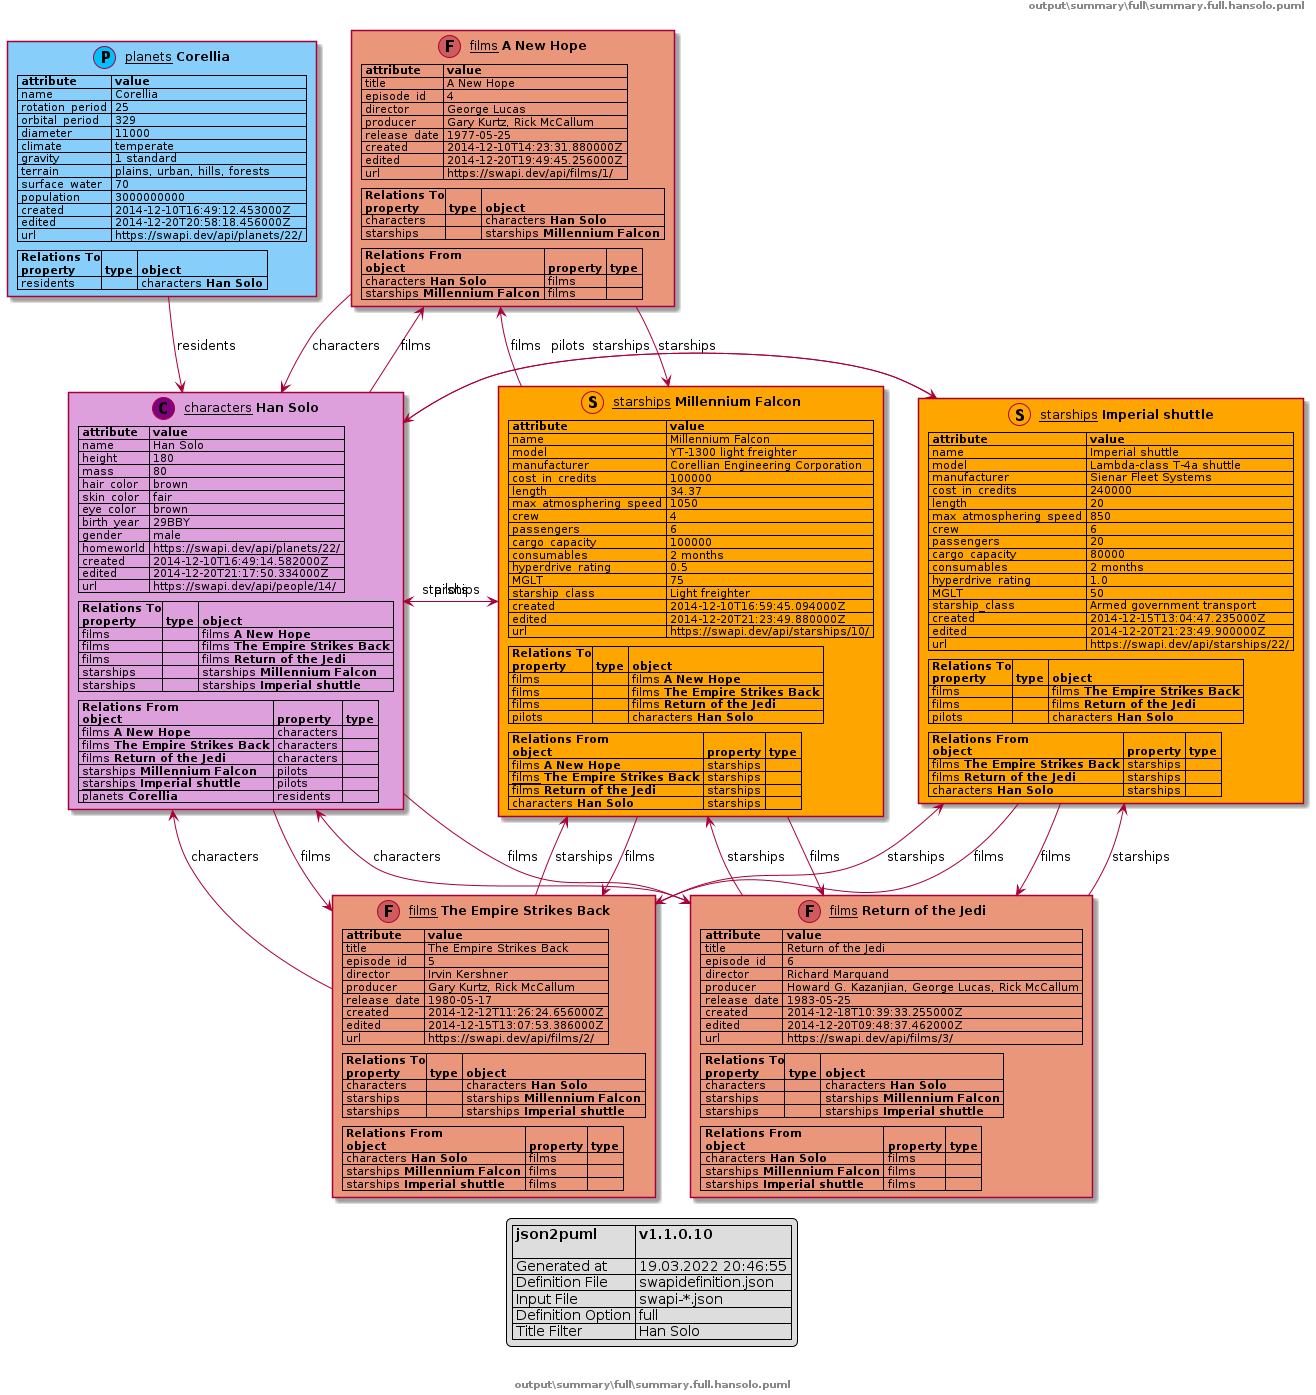 output\summary\full\summary.full.hansolo.puml
P planets Corellia
attribute value
name Corellia
rotation_period 25
orbital_period 329
diameter 11000
climate temperate
gravity 1 standard
terrain plains, urban, hills, forests
surface_water 70
population 3000000000
created 2014-12-10T16:49:12.453000Z
edited 2014-12-20T20:58:18.456000Z
url https://swapi.dev/api/planets/22/
Relations To
property type object
residents characters Han Solo
F films A New Hope
attribute value
title A New Hope
episode_id 4
director George Lucas
producer Gary Kurtz, Rick McCallum
release_date 1977-05-25
created 2014-12-10T14:23:31.880000Z
edited 2014-12-20T19:49:45.256000Z
url https://swapi.dev/api/films/1/
Relations To
property type object
characters characters Han Solo
starships starships Millennium Falcon
Relations From
object property type
characters Han Solo films
starships Millennium Falcon films
residents
characters
films
films
pilots
starships
starships
C characters Han Solo
attribute value
name Han Solo
height 180
mass 80
hair_color brown
skin_color fair
eye_color brown
birth_year 29BBY
gender male
homeworld https://swapi.dev/api/planets/22/
created 2014-12-10T16:49:14.582000Z
edited 2014-12-20T21:17:50.334000Z
url https://swapi.dev/api/people/14/
Relations To
property type object
films films A New Hope
films films The Empire Strikes Back
films films Return of the Jedi
starships starships Millennium Falcon
starships starships Imperial shuttle
Relations From
object property type
films A New Hope characters
films The Empire Strikes Back characters
films Return of the Jedi characters
starships Millennium Falcon pilots
starships Imperial shuttle pilots
planets Corellia residents
starships
pilots
S starships Millennium Falcon
attribute value
name Millennium Falcon
model YT-1300 light freighter
manufacturer Corellian Engineering Corporation
cost_in_credits 100000
length 34.37
max_atmosphering_speed 1050
crew 4
passengers 6
cargo_capacity 100000
consumables 2 months
hyperdrive_rating 0.5
MGLT 75
starship_class Light freighter
created 2014-12-10T16:59:45.094000Z
edited 2014-12-20T21:23:49.880000Z
url https://swapi.dev/api/starships/10/
Relations To
property type object
films films A New Hope
films films The Empire Strikes Back
films films Return of the Jedi
pilots characters Han Solo
Relations From
object property type
films A New Hope starships
films The Empire Strikes Back starships
films Return of the Jedi starships
characters Han Solo starships
S starships Imperial shuttle
attribute value
name Imperial shuttle
model Lambda-class T-4a shuttle
manufacturer Sienar Fleet Systems
cost_in_credits 240000
length 20
max_atmosphering_speed 850
crew 6
passengers 20
cargo_capacity 80000
consumables 2 months
hyperdrive_rating 1.0
MGLT 50
starship_class Armed government transport
created 2014-12-15T13:04:47.235000Z
edited 2014-12-20T21:23:49.900000Z
url https://swapi.dev/api/starships/22/
Relations To
property type object
films films The Empire Strikes Back
films films Return of the Jedi
pilots characters Han Solo
Relations From
object property type
films The Empire Strikes Back starships
films Return of the Jedi starships
characters Han Solo starships
characters
films
characters
films
starships
films
starships
films
starships
films
films
starships
F films The Empire Strikes Back
attribute value
title The Empire Strikes Back
episode_id 5
director Irvin Kershner
producer Gary Kurtz, Rick McCallum
release_date 1980-05-17
created 2014-12-12T11:26:24.656000Z
edited 2014-12-15T13:07:53.386000Z
url https://swapi.dev/api/films/2/
Relations To
property type object
characters characters Han Solo
starships starships Millennium Falcon
starships starships Imperial shuttle
Relations From
object property type
characters Han Solo films
starships Millennium Falcon films
starships Imperial shuttle films
F films Return of the Jedi
attribute value
title Return of the Jedi
episode_id 6
director Richard Marquand
producer Howard G. Kazanjian, George Lucas, Rick McCallum
release_date 1983-05-25
created 2014-12-18T10:39:33.255000Z
edited 2014-12-20T09:48:37.462000Z
url https://swapi.dev/api/films/3/
Relations To
property type object
characters characters Han Solo
starships starships Millennium Falcon
starships starships Imperial shuttle
Relations From
object property type
characters Han Solo films
starships Millennium Falcon films
starships Imperial shuttle films
json2puml v1.1.0.10
Generated at 19.03.2022 20:46:55
Definition File swapidefinition.json
Input File swapi-*.json
Definition Option full
Title Filter Han Solo
output\summary\full\summary.full.hansolo.puml